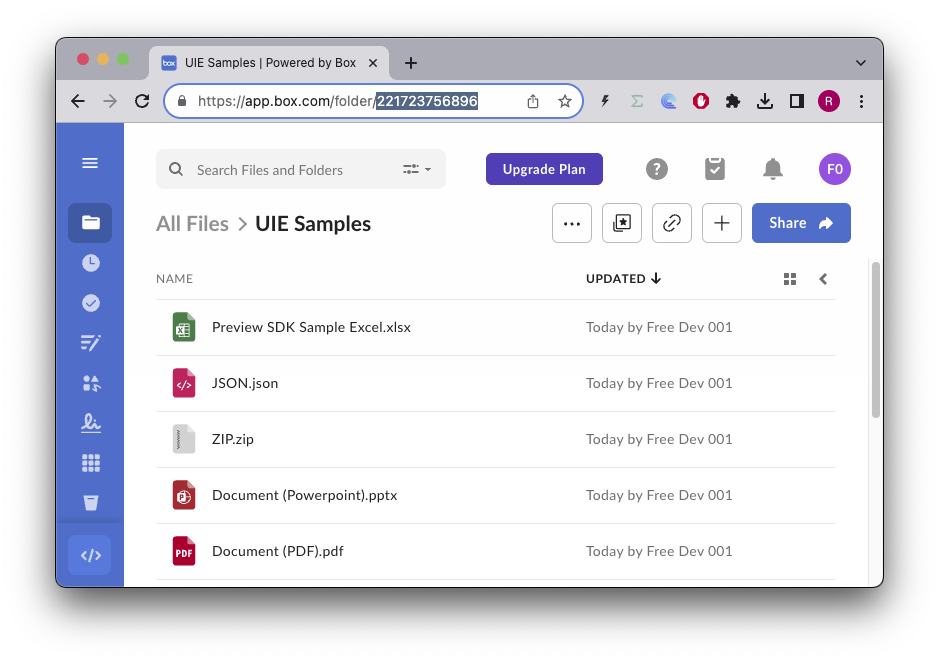 box UIE Samples | Powered by Box
https://app.box.com/folder/221723756896
R
Search Files and Folders
Upgrade Plan
?
F0
All Files > UIE Samples
Share
NAME
UPDATED
Preview SDK Sample Excel.xlsx
Today by Free Dev 001
JSON.json
Today by Free Dev 001
ZIP.zip
Today by Free Dev 001
Document (Powerpoint).pptx
Today by Free Dev 001
PDF
Document (PDF).pdf
Today by Free Dev 001